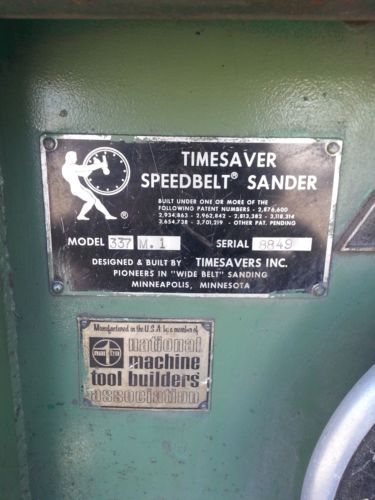 TIMESAVER
SPEEDBELT® SANDER
BUILT UNDER ONE OR MORE OF THE
FOLLOWING PATENT NUMBERS - 2,876,600
2,934,863 - 2,962,842 - 2,813,382 - 3,118,314
3,654,738 - 3,701,219 - OTHER PAT. PENDING
®
MODEL 337 M.1 SERIAL 8849
DESIGNED & BUILT BY TIMESAVERS INC.
PIONEERS IN "WIDE BELT" SANDING
MINNEAPOLIS, MINNESOTA
Manufactured in the U.S.A. by a member of
national
machine
tool builders'
association